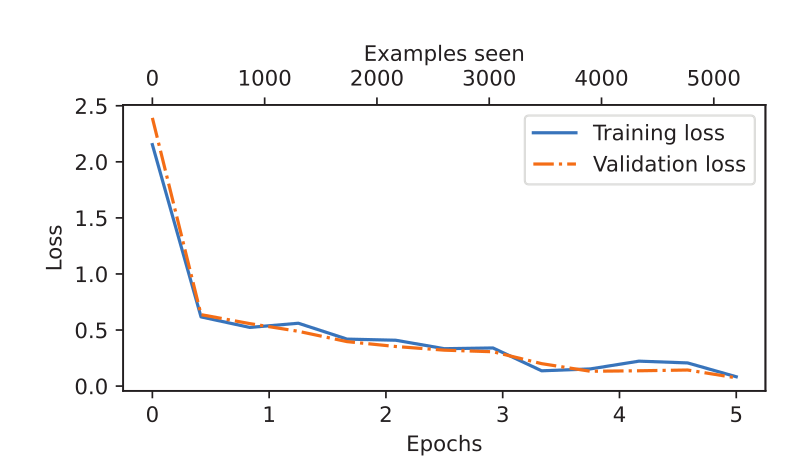 Examples seen
0 1000 2000 3000 4000 5000
2.5
Training loss
Validation loss
2.0
1.5
1.0
0.5
0.0
Loss
0 1 2 3 4 5
Epochs